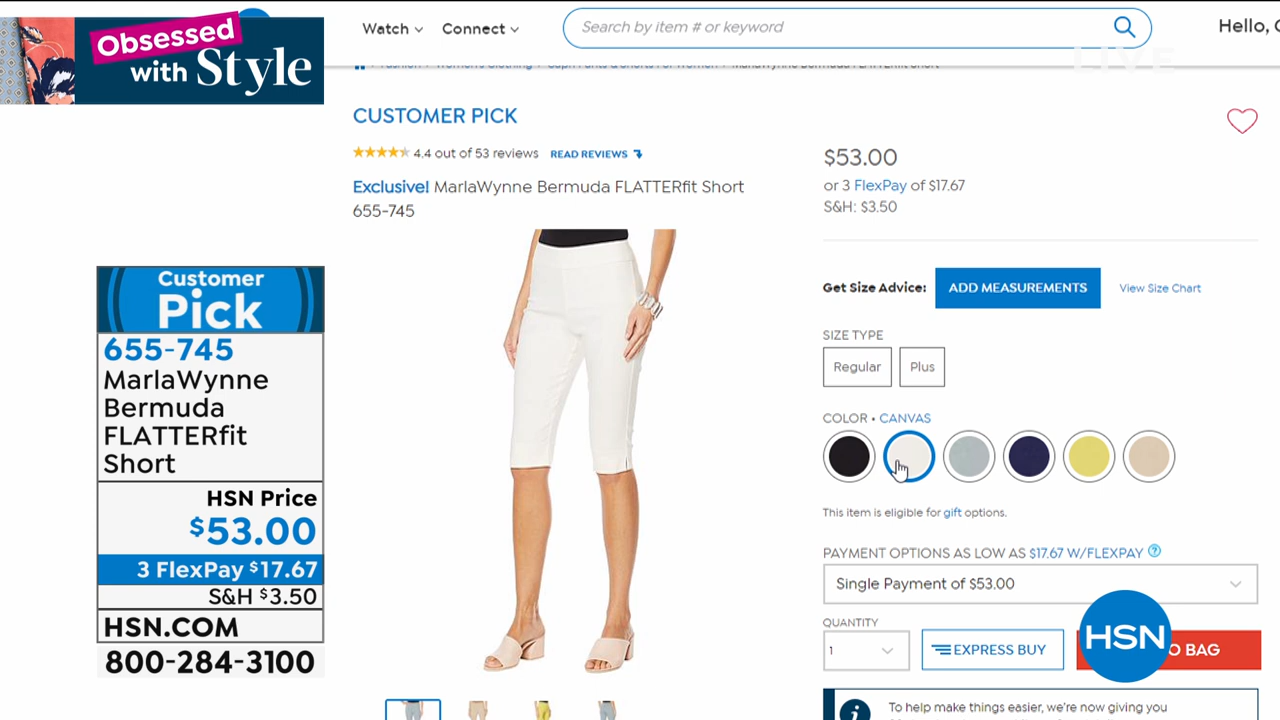 Obsessed
with Style
Watch
Connect
Search by item # or keyword
Hello,
LIVE
CUSTOMER PICK
4.4 out of 53 reviews READ REVIEWS
Exclusive! MarlaWynne Bermuda FLATTERfit Short
655-745
$53.00
or 3 FlexPay of $17.67
S&H: $3.50
Get Size Advice: ADD MEASUREMENTS View Size Chart
SIZE TYPE
Regular Plus
COLOR • CANVAS
This item is eligible for gift options.
PAYMENT OPTIONS AS LOW AS $17.67 W/FLEXPAY ?
Single Payment of $53.00
QUANTITY
1
EXPRESS BUY
HSN
O BAG
To help make things easier, we're now giving you
Customer
Pick
655-745
MarlaWynne
Bermuda
FLATTERfit
Short
HSN Price
$53.00
3 FlexPay $17.67
S&H $3.50
HSN.COM
800-284-3100